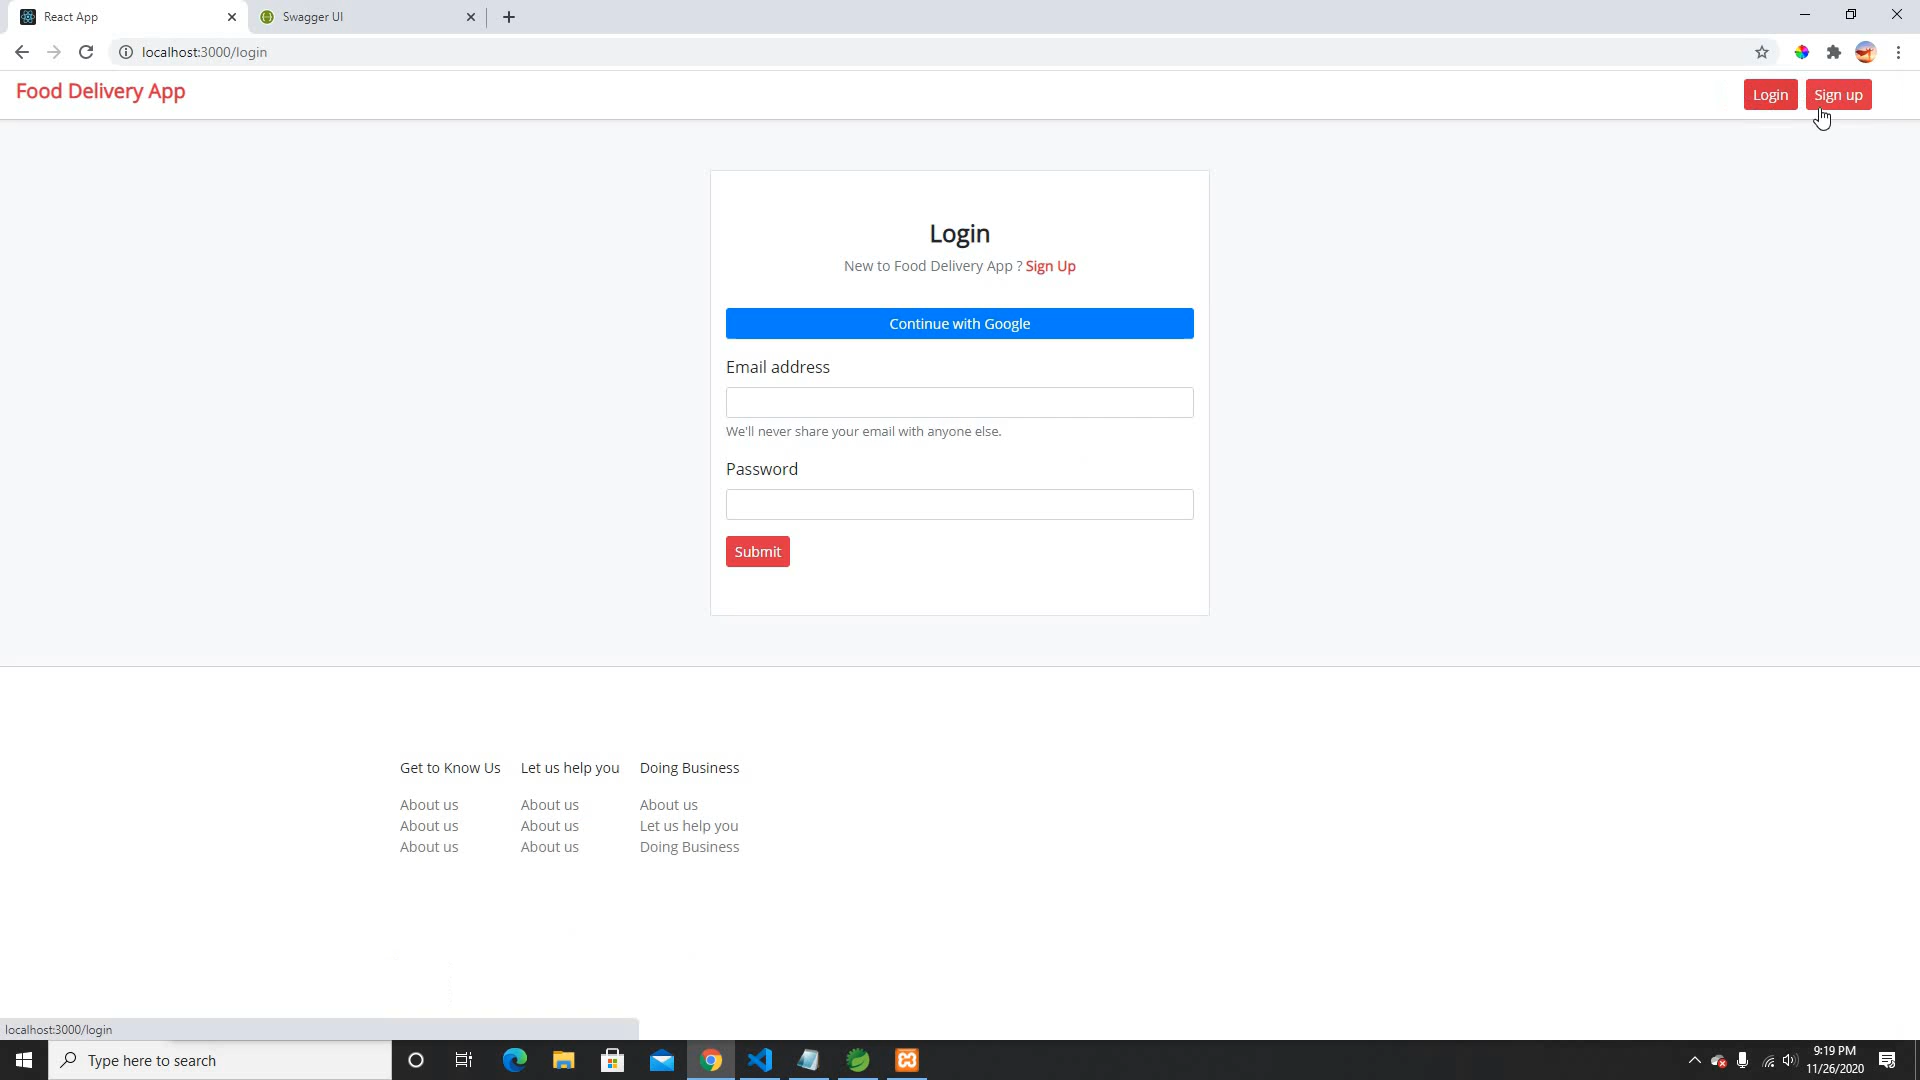 React App
Swagger UI
localhost:3000/login
Food Delivery App
Login
Sign up
Login
New to Food Delivery App ? Sign Up
Continue with Google
Email address
We'll never share your email with anyone else.
Password
Submit
Get to Know Us Let us help you Doing Business
About us About us About us
About us About us Let us help you
About us About us Doing Business
localhost:3000/login
Type here to search
9:19 PM
11/26/2020